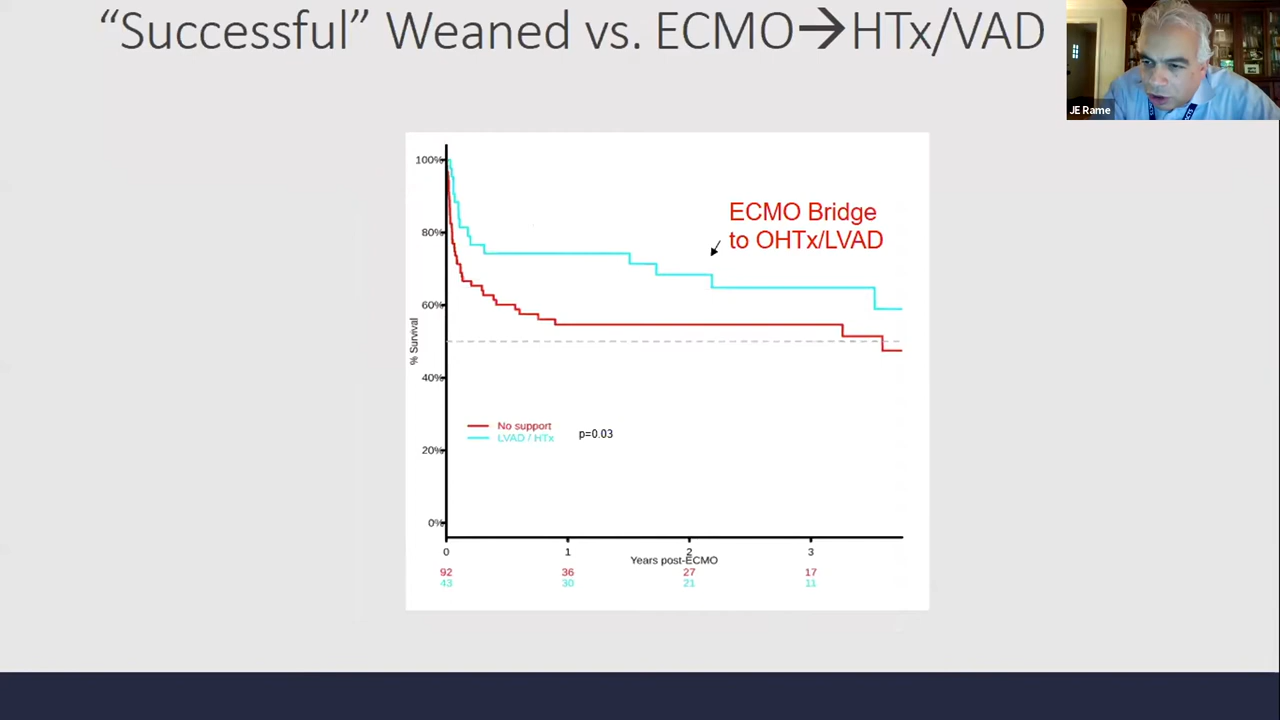 “Successful” Weaned vs. ECMO→HTx/VAD
JE Rame
100%
80%
60%
40%
20%
0%
% Survival
ECMO Bridge
to OHTx/LVAD
No support
LVAD / HTx
p=0.03
0 1 2 3
Years post-ECMO
92 36 27 17
43 30 21 11